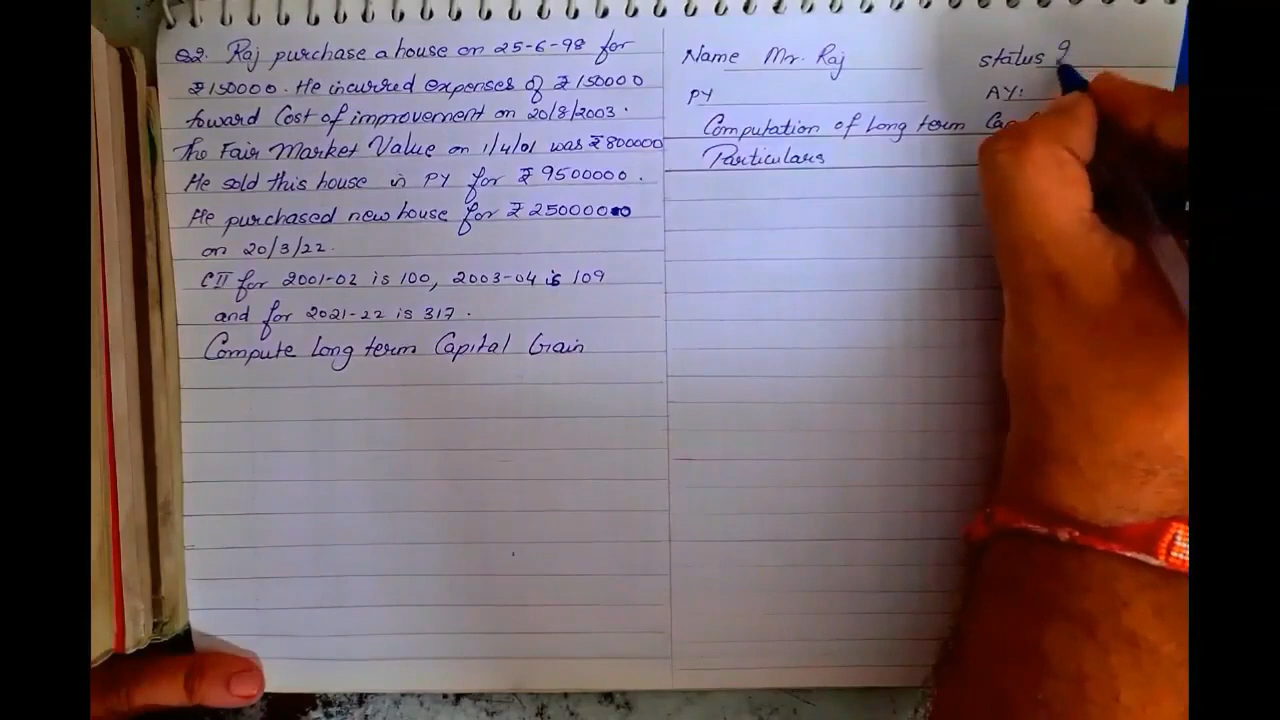 Q2. Raj purchase a house on 25-6-98 for
₹150000. He incurred expenses of ₹150000
toward Cost of improvement on 20/8/2003.
The Fair Market Value on 1/4/01 was ₹800000
He sold this house in PY for ₹9500000.
He purchased new house for ₹2500000
on 20/3/22.
CII for 2001-02 is 100, 2003-04 is 109
and for 2021-22 is 317.
Compute Long term Capital Gain
Name Mr. Raj status
PY AY:
Computation of Long term
Particulars